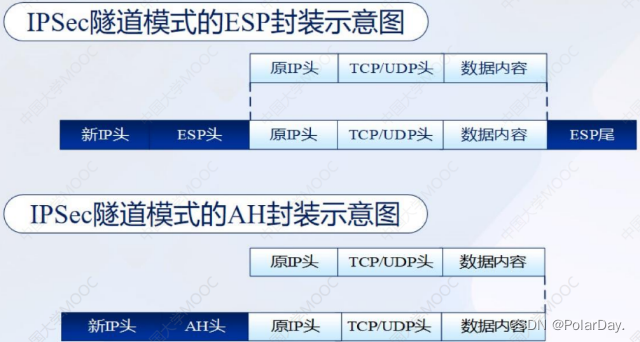 IPSec隧道模式的ESP封装示意图
原IP头 TCP/UDP头 数据内容
新IP头 ESP头 原IP头 TCP/UDP头 数据内容 ESP尾
IPSec隧道模式的AH封装示意图
原IP头 TCP/UDP头 数据内容
新IP头 AH头 原IP头 TCP/UDP头 数据内容
CSDN @PolarDay.
中国大学MOOC